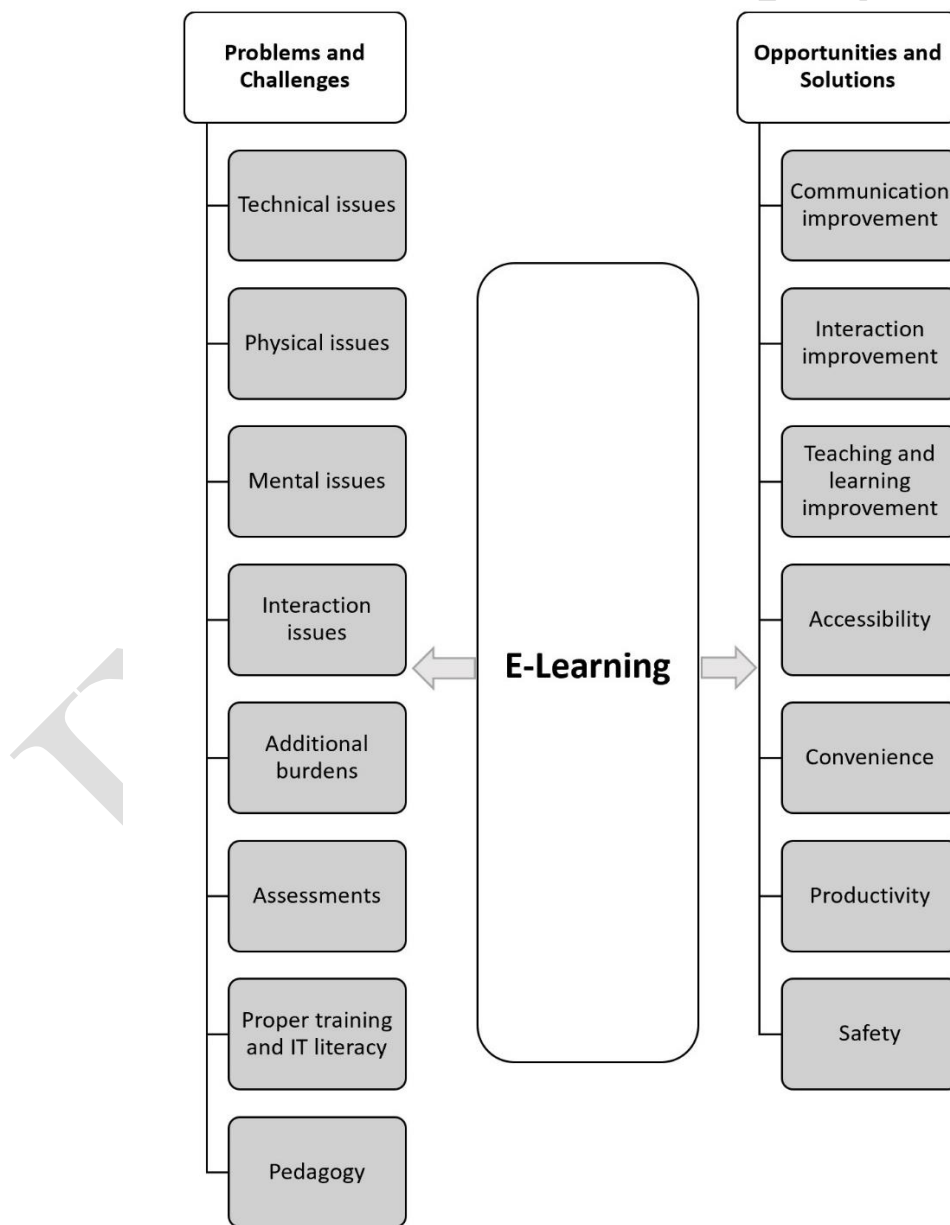 Problems and
Challenges
Technical issues
Physical issues
Mental issues
Interaction
issues
Additional
burdens
Assessments
Proper training
and IT literacy
Pedagogy
E-Learning
Opportunities and
Solutions
Communication
improvement
Interaction
improvement
Teaching and
learning
improvement
Accessibility
Convenience
Productivity
Safety